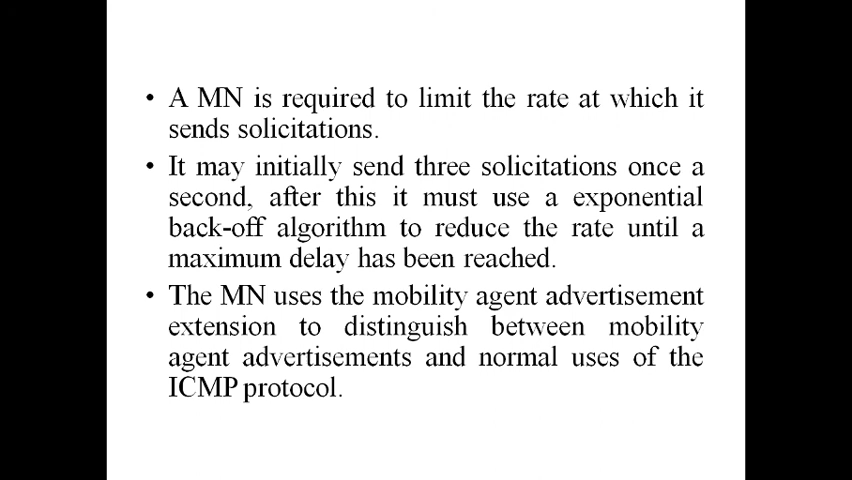 • A MN is required to limit the rate at which it
sends solicitations.
• It may initially send three solicitations once a
second, after this it must use a exponential
back-off algorithm to reduce the rate until a
maximum delay has been reached.
• The MN uses the mobility agent advertisement
extension to distinguish between mobility
agent advertisements and normal uses of the
ICMP protocol.